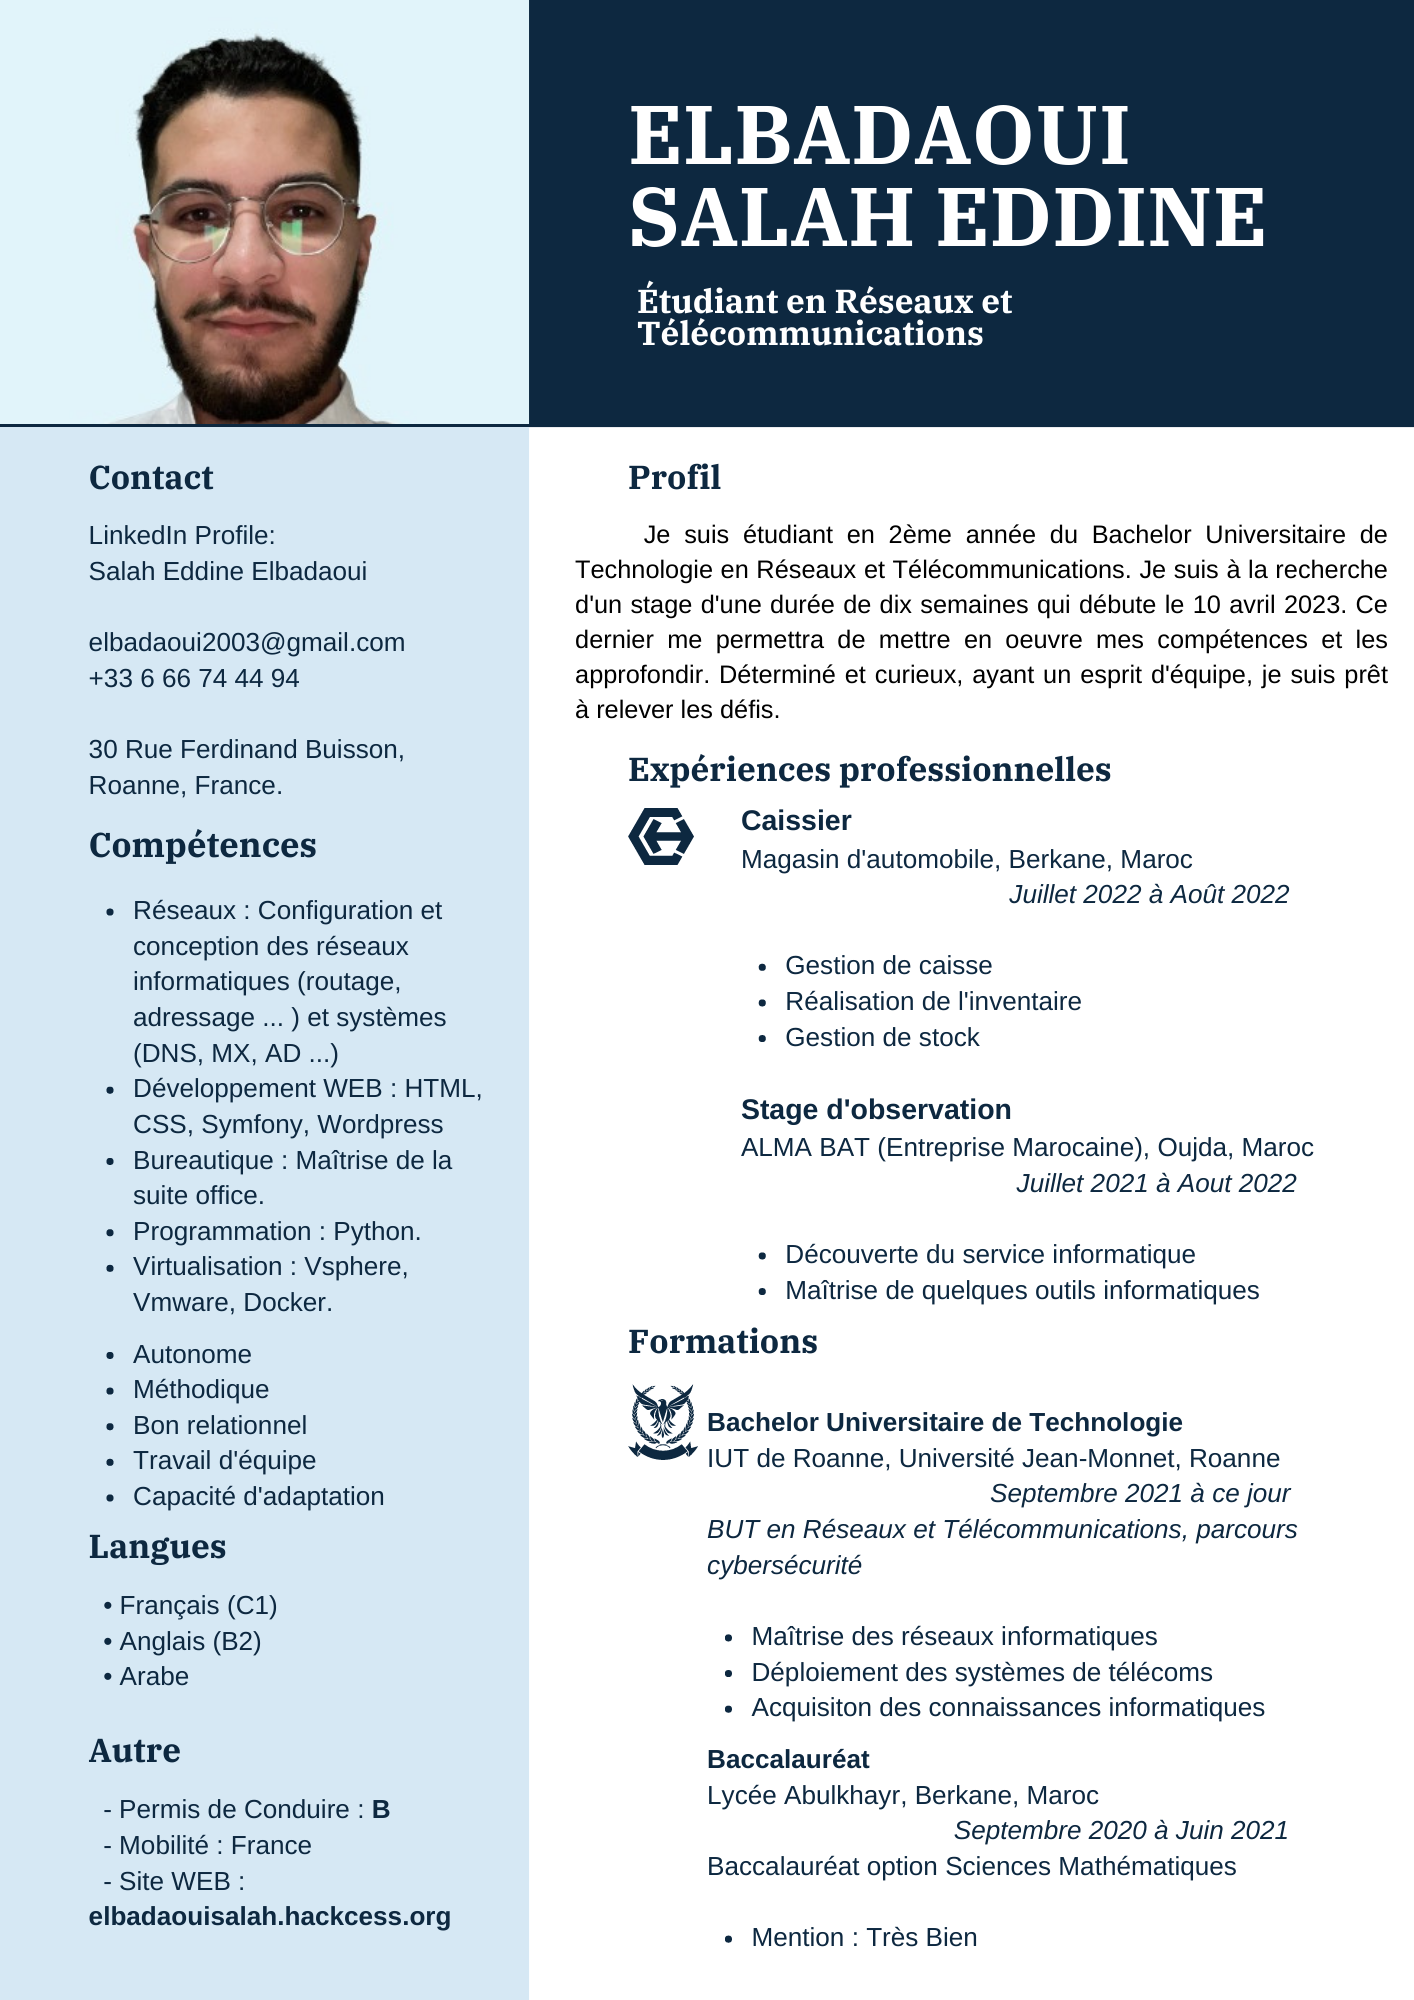 ELBADAOUI
SALAH EDDINE
Étudiant en Réseaux et
Télécommunications
Contact
LinkedIn Profile:
Salah Eddine Elbadaoui
elbadaoui2003@gmail.com
+33 6 66 74 44 94
30 Rue Ferdinand Buisson,
Roanne, France.
Compétences
• Réseaux : Configuration et
conception des réseaux
informatiques (routage,
adressage ... ) et systèmes
(DNS, MX, AD ...)
• Développement WEB : HTML,
CSS, Symfony, Wordpress
• Bureautique : Maîtrise de la
suite office.
• Programmation : Python.
• Virtualisation : Vsphere,
Vmware, Docker.
• Autonome
• Méthodique
• Bon relationnel
• Travail d'équipe
• Capacité d'adaptation
Langues
• Français (C1)
• Anglais (B2)
• Arabe
Autre
- Permis de Conduire : B
- Mobilité : France
- Site WEB :
elbadaouisalah.hackcess.org
Profil
Je suis étudiant en 2ème année du Bachelor Universitaire de
Technologie en Réseaux et Télécommunications. Je suis à la recherche
d'un stage d'une durée de dix semaines qui débute le 10 avril 2023. Ce
dernier me permettra de mettre en oeuvre mes compétences et les
approfondir. Déterminé et curieux, ayant un esprit d'équipe, je suis prêt
à relever les défis.
Expériences professionnelles
Caissier
Magasin d'automobile, Berkane, Maroc
Juillet 2022 à Août 2022
• Gestion de caisse
• Réalisation de l'inventaire
• Gestion de stock
Stage d'observation
ALMA BAT (Entreprise Marocaine), Oujda, Maroc
Juillet 2021 à Aout 2022
• Découverte du service informatique
• Maîtrise de quelques outils informatiques
Formations
Bachelor Universitaire de Technologie
IUT de Roanne, Université Jean-Monnet, Roanne
Septembre 2021 à ce jour
BUT en Réseaux et Télécommunications, parcours
cybersécurité
• Maîtrise des réseaux informatiques
• Déploiement des systèmes de télécoms
• Acquisiton des connaissances informatiques
Baccalauréat
Lycée Abulkhayr, Berkane, Maroc
Septembre 2020 à Juin 2021
Baccalauréat option Sciences Mathématiques
• Mention : Très Bien